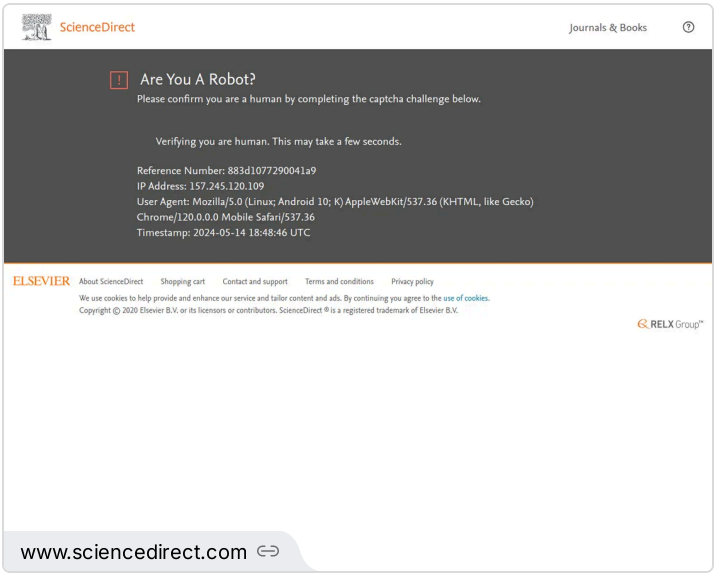 ScienceDirect
Journals & Books
?
!
Are You A Robot?
Please confirm you are a human by completing the captcha challenge below.
Verifying you are human. This may take a few seconds.
Reference Number: 883d1077290041a9
IP Address: 157.245.120.109
User Agent: Mozilla/5.0 (Linux; Android 10; K) AppleWebKit/537.36 (KHTML, like Gecko)
Chrome/120.0.0.0 Mobile Safari/537.36
Timestamp: 2024-05-14 18:48:46 UTC
ELSEVIER
About ScienceDirect
Shopping cart
Contact and support
Terms and conditions
Privacy policy
We use cookies to help provide and enhance our service and tailor content and ads. By continuing you agree to the use of cookies.
Copyright © 2020 Elsevier B.V. or its licensors or contributors. ScienceDirect ® is a registered trademark of Elsevier B.V.
RELX Group™
www.sciencedirect.com